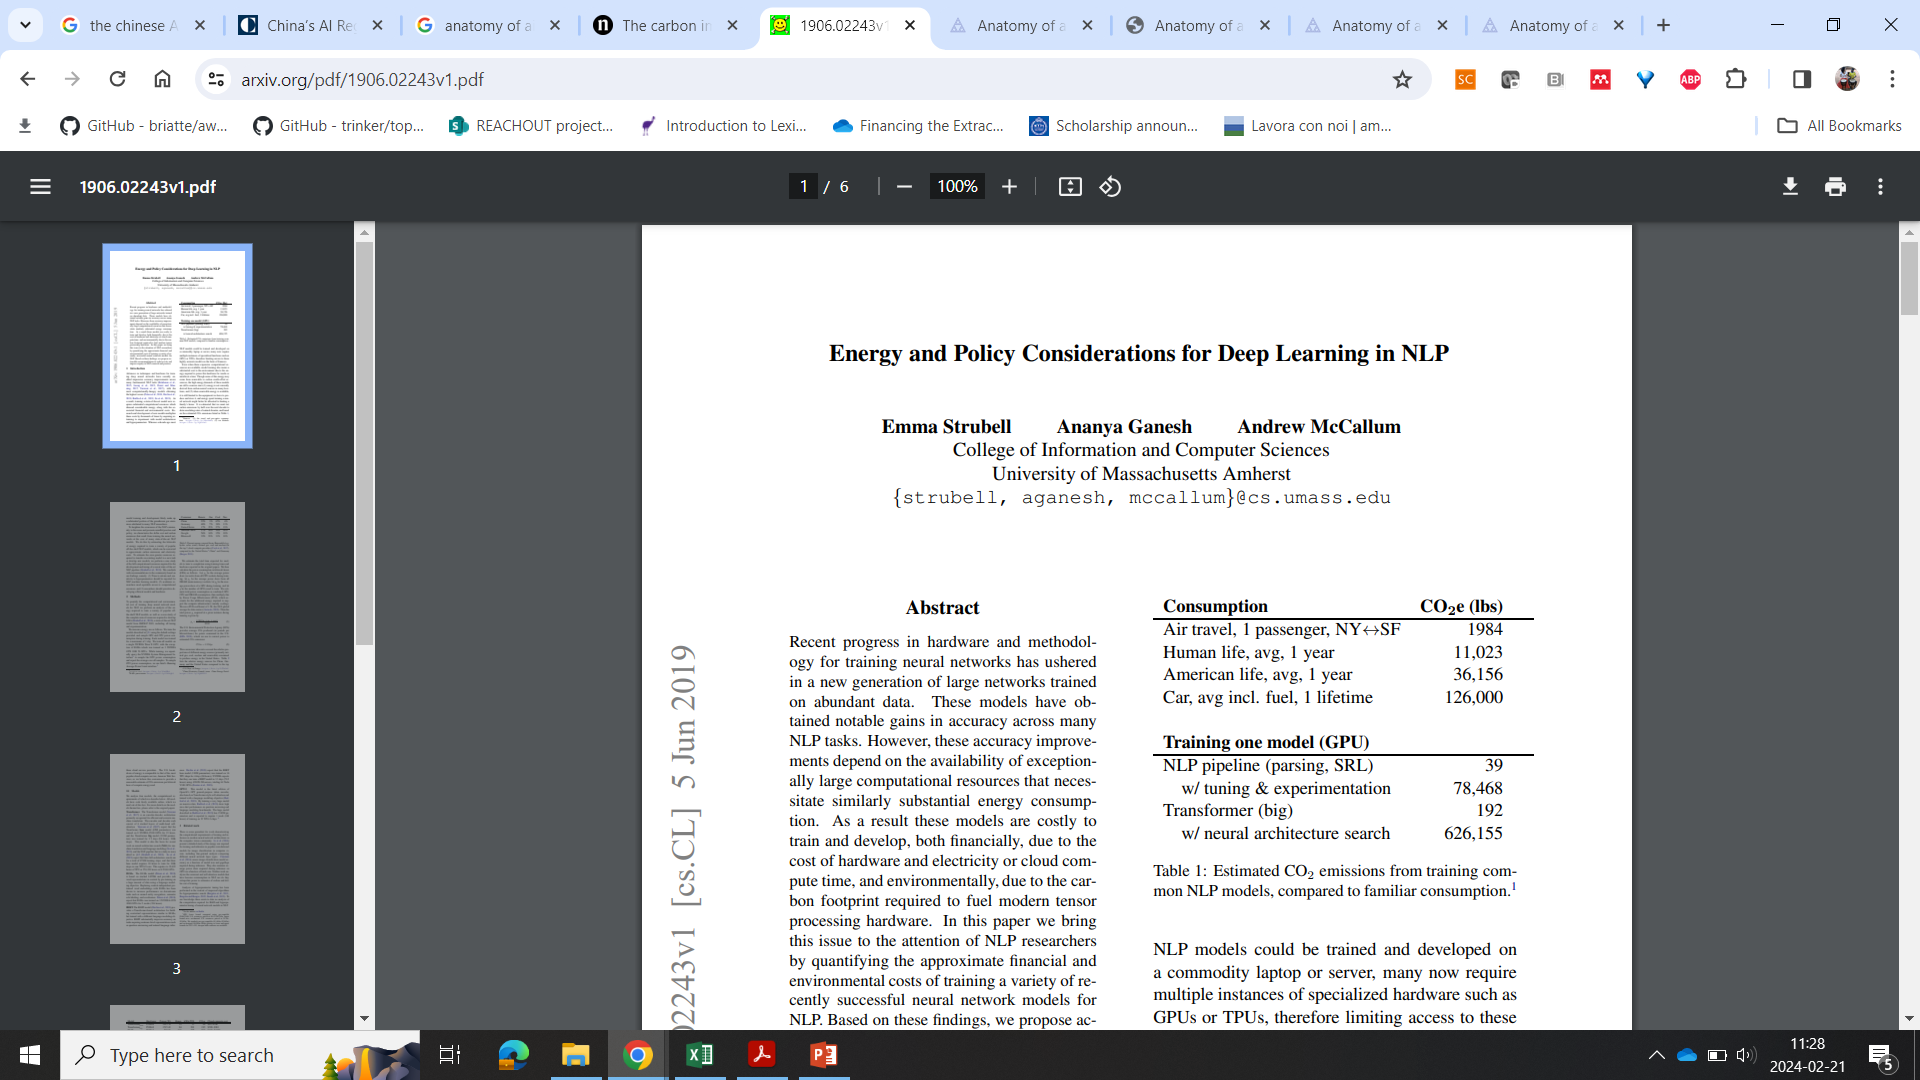 the chinese A
China's AI Re
anatomy of a
The carbon in
1906.02243v1
Anatomy of a
Anatomy of a
Anatomy of a
Anatomy of a
arxiv.org/pdf/1906.02243v1.pdf
SC
ABP
GitHub - briatte/aw...
GitHub - trinker/top...
REACHOUT project...
Introduction to Lexi...
Financing the Extrac...
Scholarship announ...
Lavora con noi | am...
All Bookmarks
1906.02243v1.pdf
1 / 6
100%
1
2
3
Energy and Policy Considerations for Deep Learning in NLP
Emma Strubell Ananya Ganesh Andrew McCallum
College of Information and Computer Sciences
University of Massachusetts Amherst
{strubell, aganesh, mccallum}@cs.umass.edu
02243v1 [cs.CL] 5 Jun 2019
Abstract
Recent progress in hardware and methodol-
ogy for training neural networks has ushered
in a new generation of large networks trained
on abundant data. These models have ob-
tained notable gains in accuracy across many
NLP tasks. However, these accuracy improve-
ments depend on the availability of exception-
ally large computational resources that neces-
sitate similarly substantial energy consump-
tion. As a result these models are costly to
train and develop, both financially, due to the
cost of hardware and electricity or cloud com-
pute time, and environmentally, due to the car-
bon footprint required to fuel modern tensor
processing hardware. In this paper we bring
this issue to the attention of NLP researchers
by quantifying the approximate financial and
environmental costs of training a variety of re-
cently successful neural network models for
NLP. Based on these findings, we propose ac-
Consumption CO2e (lbs)
Air travel, 1 passenger, NY↔SF 1984
Human life, avg, 1 year 11,023
American life, avg, 1 year 36,156
Car, avg incl. fuel, 1 lifetime 126,000
Training one model (GPU)
NLP pipeline (parsing, SRL) 39
w/ tuning & experimentation 78,468
Transformer (big) 192
w/ neural architecture search 626,155
Table 1: Estimated CO2 emissions from training com-
mon NLP models, compared to familiar consumption.1
NLP models could be trained and developed on
a commodity laptop or server, many now require
multiple instances of specialized hardware such as
GPUs or TPUs, therefore limiting access to these
Type here to search
11:28
2024-02-21
5